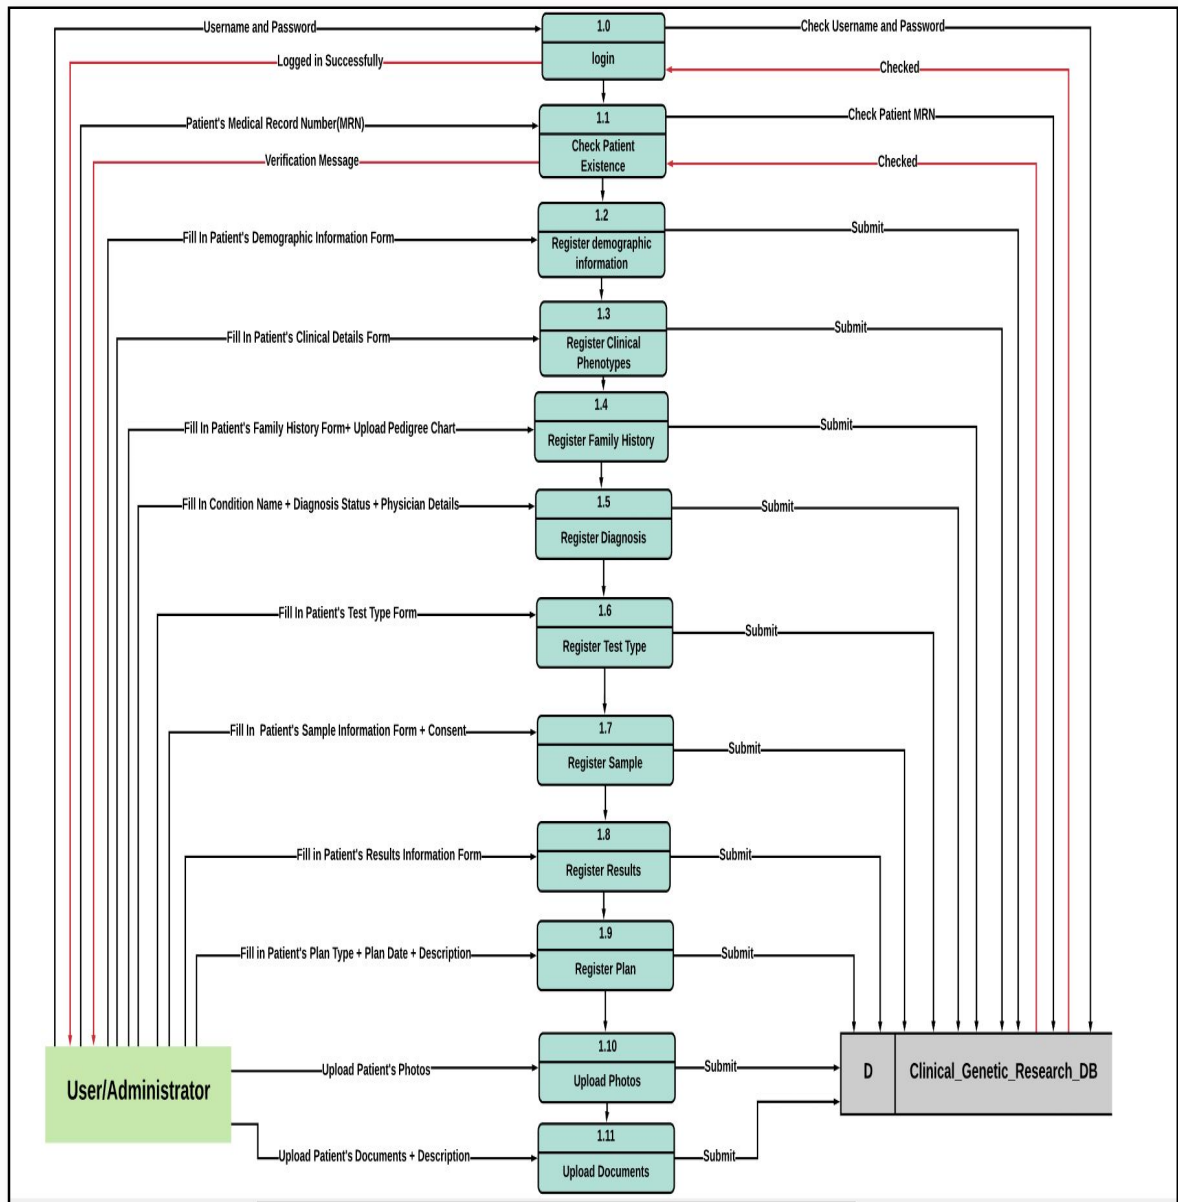 Username and Password
1.0
Check Username and Password
login
Logged in Successfully
Checked
Patient's Medical Record Number(MRN)
1.1
Check Patient MRN
Check Patient
Existence
Verification Message
Checked
1.2
Fill In Patient's Demographic Information Form
Register demographic
information
Submit
1.3
Fill In Patient's Clinical Details Form
Register Clinical
Phenotypes
Submit
1.4
Fill In Patient's Family History Form+ Upload Pedigree Chart
Register Family History
Submit
1.5
Fill In Condition Name + Diagnosis Status + Physician Details
Register Diagnosis
Submit
1.6
Fill In Patient's Test Type Form
Register Test Type
Submit
1.7
Fill In  Patient's Sample Information Form + Consent
Register Sample
Submit
1.8
Fill in Patient's Results Information Form
Register Results
Submit
1.9
Fill in Patient's Plan Type + Plan Date + Description
Register Plan
Submit
1.10
User/Administrator
Upload Patient's Photos
Upload Photos
Submit
D
Clinical_Genetic_Research_DB
1.11
Upload Patient's Documents + Description
Upload Documents
Submit